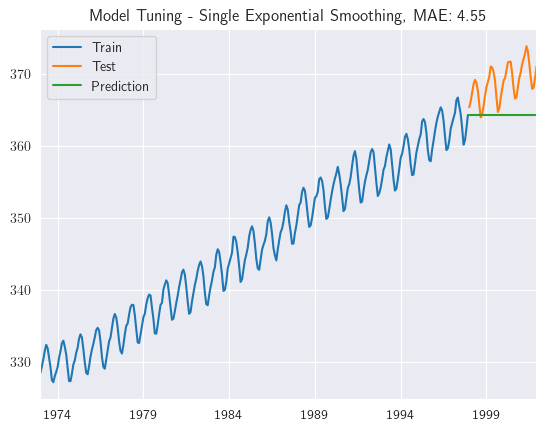 Model Tuning - Single Exponential Smoothing, MAE: 4.55
Train
Test
Prediction
370
360
350
340
330
1974 1979 1984 1989 1994 1999